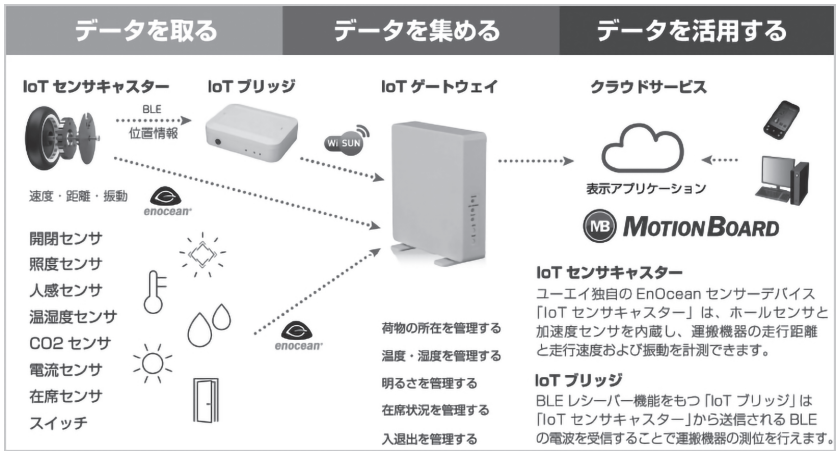 データを取る
データを集める
データを活用する
IoT センサキャスター
IoT ブリッジ
IoT ゲートウェイ
クラウドサービス
BLE
位置情報
Wi SUN
速度・距離・振動
enocean
表示アプリケーション
MB MOTIONBOARD
開閉センサ
照度センサ
人感センサ
温湿度センサ
CO2 センサ
電流センサ
在席センサ
スイッチ
enocean
荷物の所在を管理する
温度・湿度を管理する
明るさを管理する
在席状況を管理する
入退出を管理する
IoT センサキャスター
ユーエイ独自の EnOcean センサーデバイス
「IoT センサキャスター」は、ホールセンサと
加速度センサを内蔵し、運搬機器の走行距離
と走行速度および振動を計測できます。
IoT ブリッジ
BLE レシーバー機能をもつ「IoT ブリッジ」は
「IoT センサキャスター」から送信される BLE
の電波を受信することで運搬機器の測位を行えます。